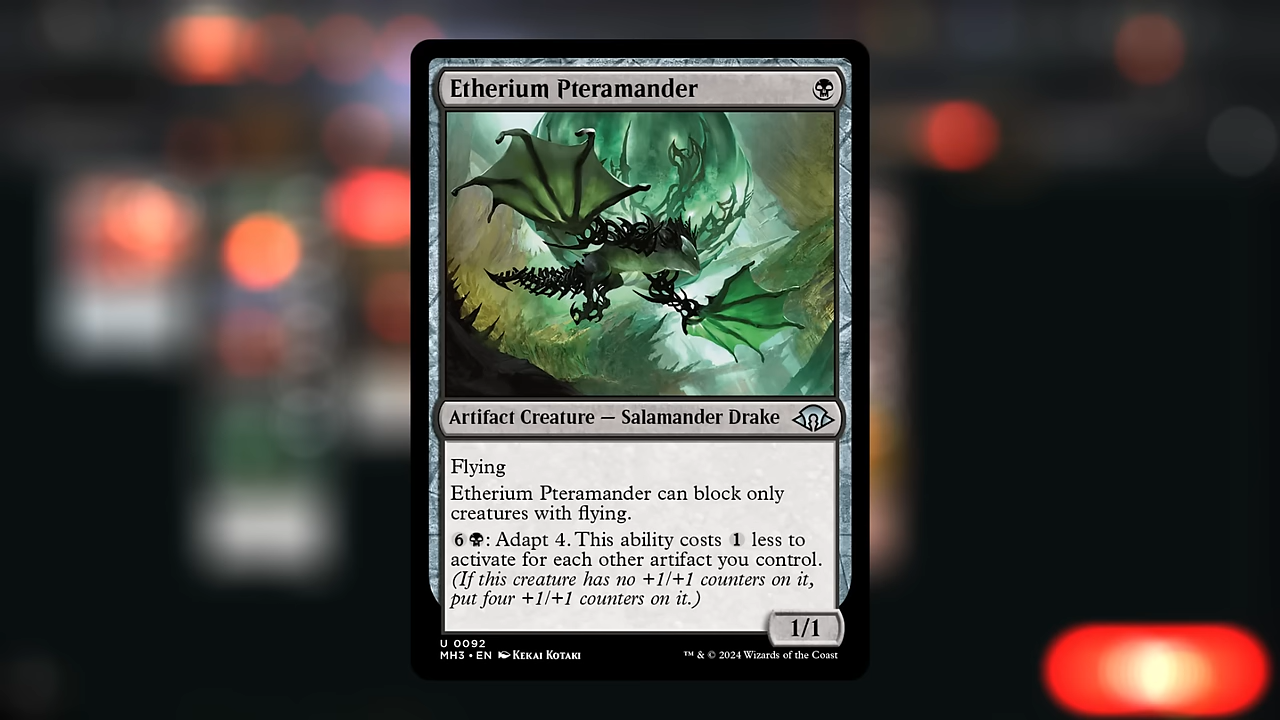 Etherium Pteramander
Artifact Creature — Salamander Drake
Flying
Etherium Pteramander can block only
creatures with flying.
6: Adapt 4. This ability costs 1 less to
activate for each other artifact you control.
(If this creature has no +1/+1 counters on it,
put four +1/+1 counters on it.)
1/1
U 0092
MH3 • EN Kekai Kotaki
™ & © 2024 Wizards of the Coast